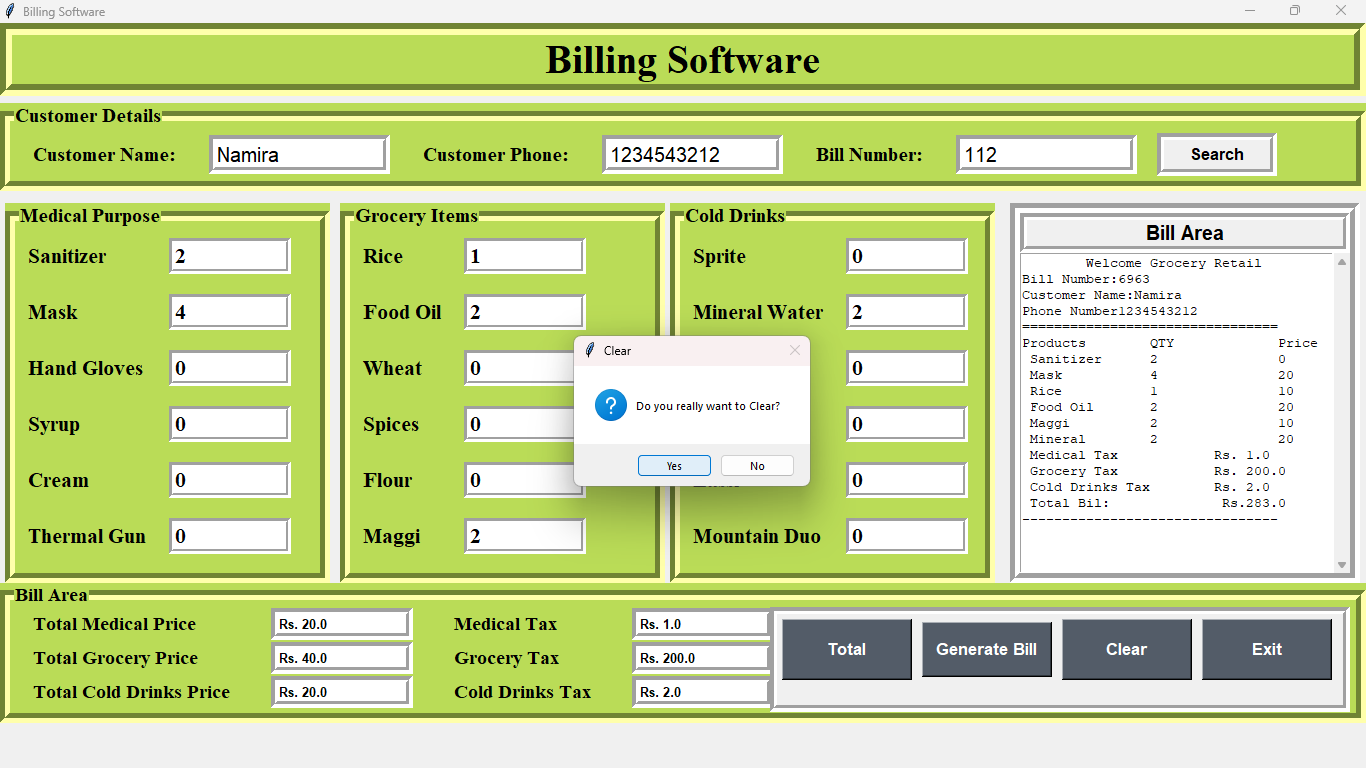 Billing Software
Billing Software
Customer Details
Customer Name: Namira Customer Phone: 1234543212 Bill Number: 112 Search
Medical Purpose
Sanitizer 2
Mask 4
Hand Gloves 0
Syrup 0
Cream 0
Thermal Gun 0
Grocery Items
Rice 1
Food Oil 2
Wheat 0
Spices 0
Flour 0
Maggi 2
Cold Drinks
Sprite 0
Mineral Water 2
0
0
0
Mountain Duo 0
Clear
Do you really want to Clear?
Yes No
Bill Area
Welcome Grocery Retail
Bill Number:6963
Customer Name:Namira
Phone Number1234543212
================================
Products QTY Price
Sanitizer 2 0
Mask 4 20
Rice 1 10
Food Oil 2 20
Maggi 2 10
Mineral 2 20
Medical Tax Rs. 1.0
Grocery Tax Rs. 200.0
Cold Drinks Tax Rs. 2.0
Total Bil: Rs.283.0
--------------------------------
Bill Area
Total Medical Price Rs. 20.0 Medical Tax Rs. 1.0
Total Grocery Price Rs. 40.0 Grocery Tax Rs. 200.0
Total Cold Drinks Price Rs. 20.0 Cold Drinks Tax Rs. 2.0
Total Generate Bill Clear Exit